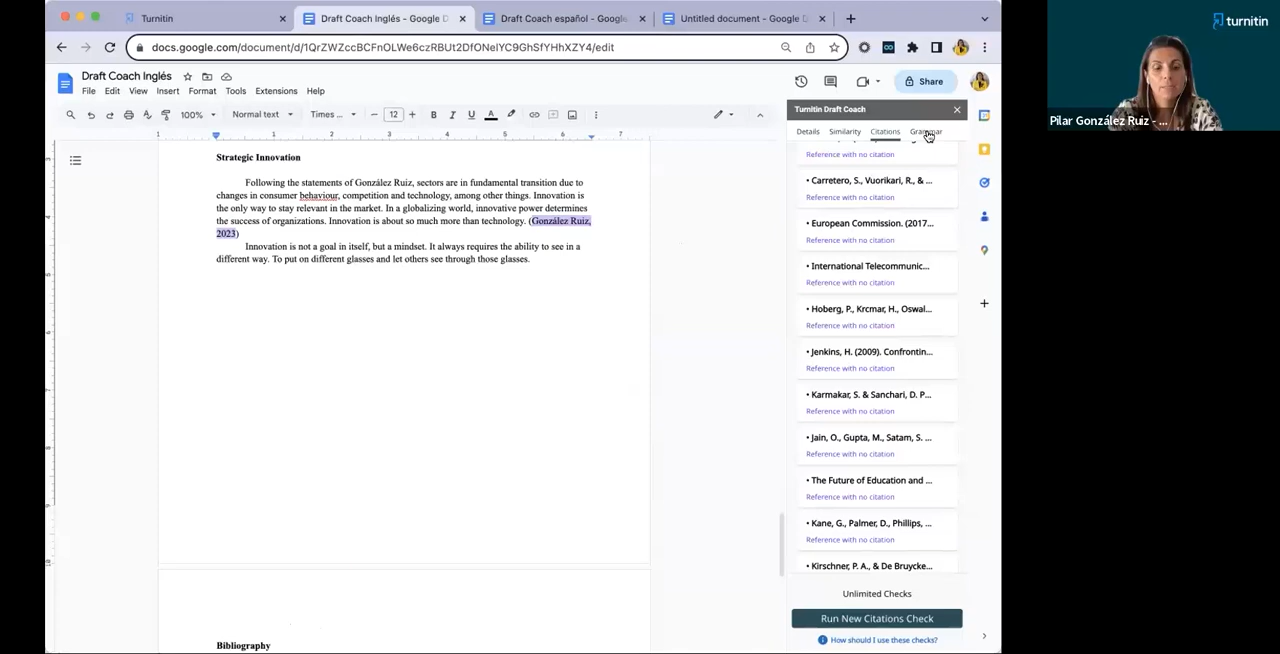 Turnitin
Draft Coach Inglés - Google D
Draft Coach español - Google
Untitled document - Google D
docs.google.com/document/d/1QrZWZccBCFnOLWe6czRBUt2DfONelYC9GhSfYHhXZY4/edit
turnitin
Pilar González Ruiz - ...
Draft Coach Inglés
File Edit View Insert Format Tools Extensions Help
Share
100% Normal text Times ... 12 B I U A
Turnitin Draft Coach
Details Similarity Citations Grammar
1 1 2 3 4 5 6 7
Strategic Innovation
Following the statements of González Ruiz, sectors are in fundamental transition due to
changes in consumer behaviour, competition and technology, among other things. Innovation is
the only way to stay relevant in the market. In a globalizing world, innovative power determines
the success of organizations. Innovation is about so much more than technology. (González Ruiz,
2023)
Innovation is not a goal in itself, but a mindset. It always requires the ability to see in a
different way. To put on different glasses and let others see through those glasses.
Bibliography
Reference with no citation
• Carretero, S., Vuorikari, R., & ...
Reference with no citation
• European Commission. (2017...
Reference with no citation
• International Telecommunic...
Reference with no citation
• Hoberg, P., Krcmar, H., Oswal...
Reference with no citation
• Jenkins, H. (2009). Confrontin...
Reference with no citation
• Karmakar, S. & Sanchari, D. P...
Reference with no citation
• Jain, O., Gupta, M., Satam, S. ...
Reference with no citation
• The Future of Education and ...
Reference with no citation
• Kane, G., Palmer, D., Phillips, ...
Reference with no citation
• Kirschner, P. A., & De Bruycke...
Unlimited Checks
Run New Citations Check
How should I use these checks?